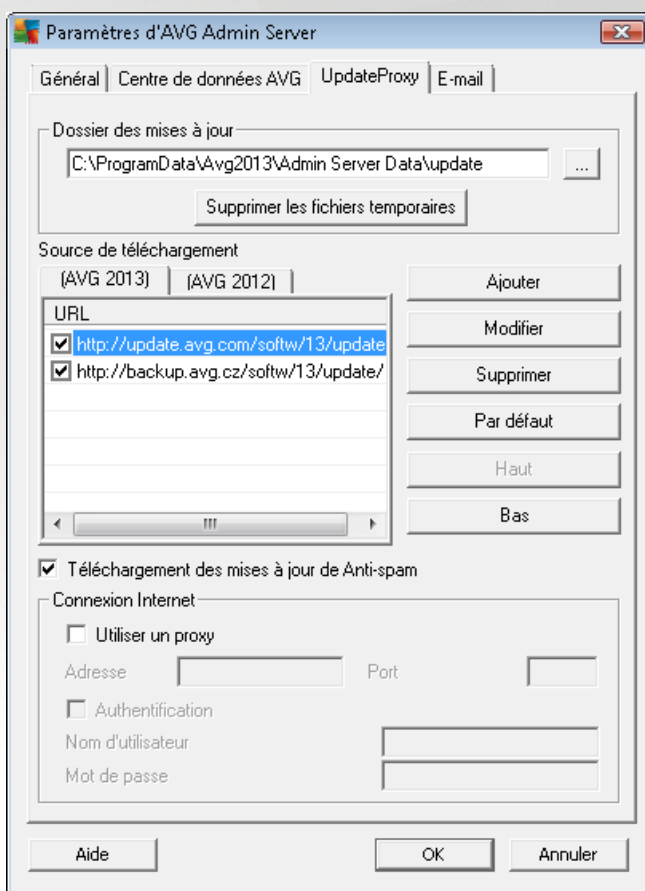 Paramètres d'AVG Admin Server
Général
Centre de données AVG
UpdateProxy
E-mail
Dossier des mises à jour
C:\ProgramData\Avg2013\Admin Server Data\update
...
Supprimer les fichiers temporaires
Source de téléchargement
(AVG 2013)
(AVG 2012)
URL
http://update.avg.com/softw/13/update
http://backup.avg.cz/softw/13/update/
Ajouter
Modifier
Supprimer
Par défaut
Haut
Bas
Téléchargement des mises à jour de Anti-spam
Connexion Internet
Utiliser un proxy
Adresse
Port
Authentification
Nom d'utilisateur
Mot de passe
Aide
OK
Annuler